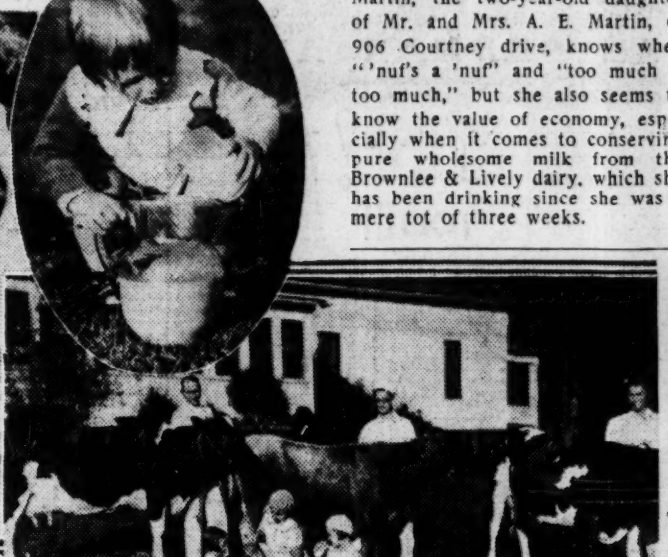 Martin, the two-year-old daughte
of Mr. and Mrs. A. E. Martin,
906 Courtney drive, knows whe
" 'nuf's a 'nuf" and "too much
too much," but she also seems t
know the value of economy, esp
cially when it comes to conservin
pure wholesome milk from th
Brownlee & Lively dairy, which sh
has been drinking since she was
mere tot of three weeks.